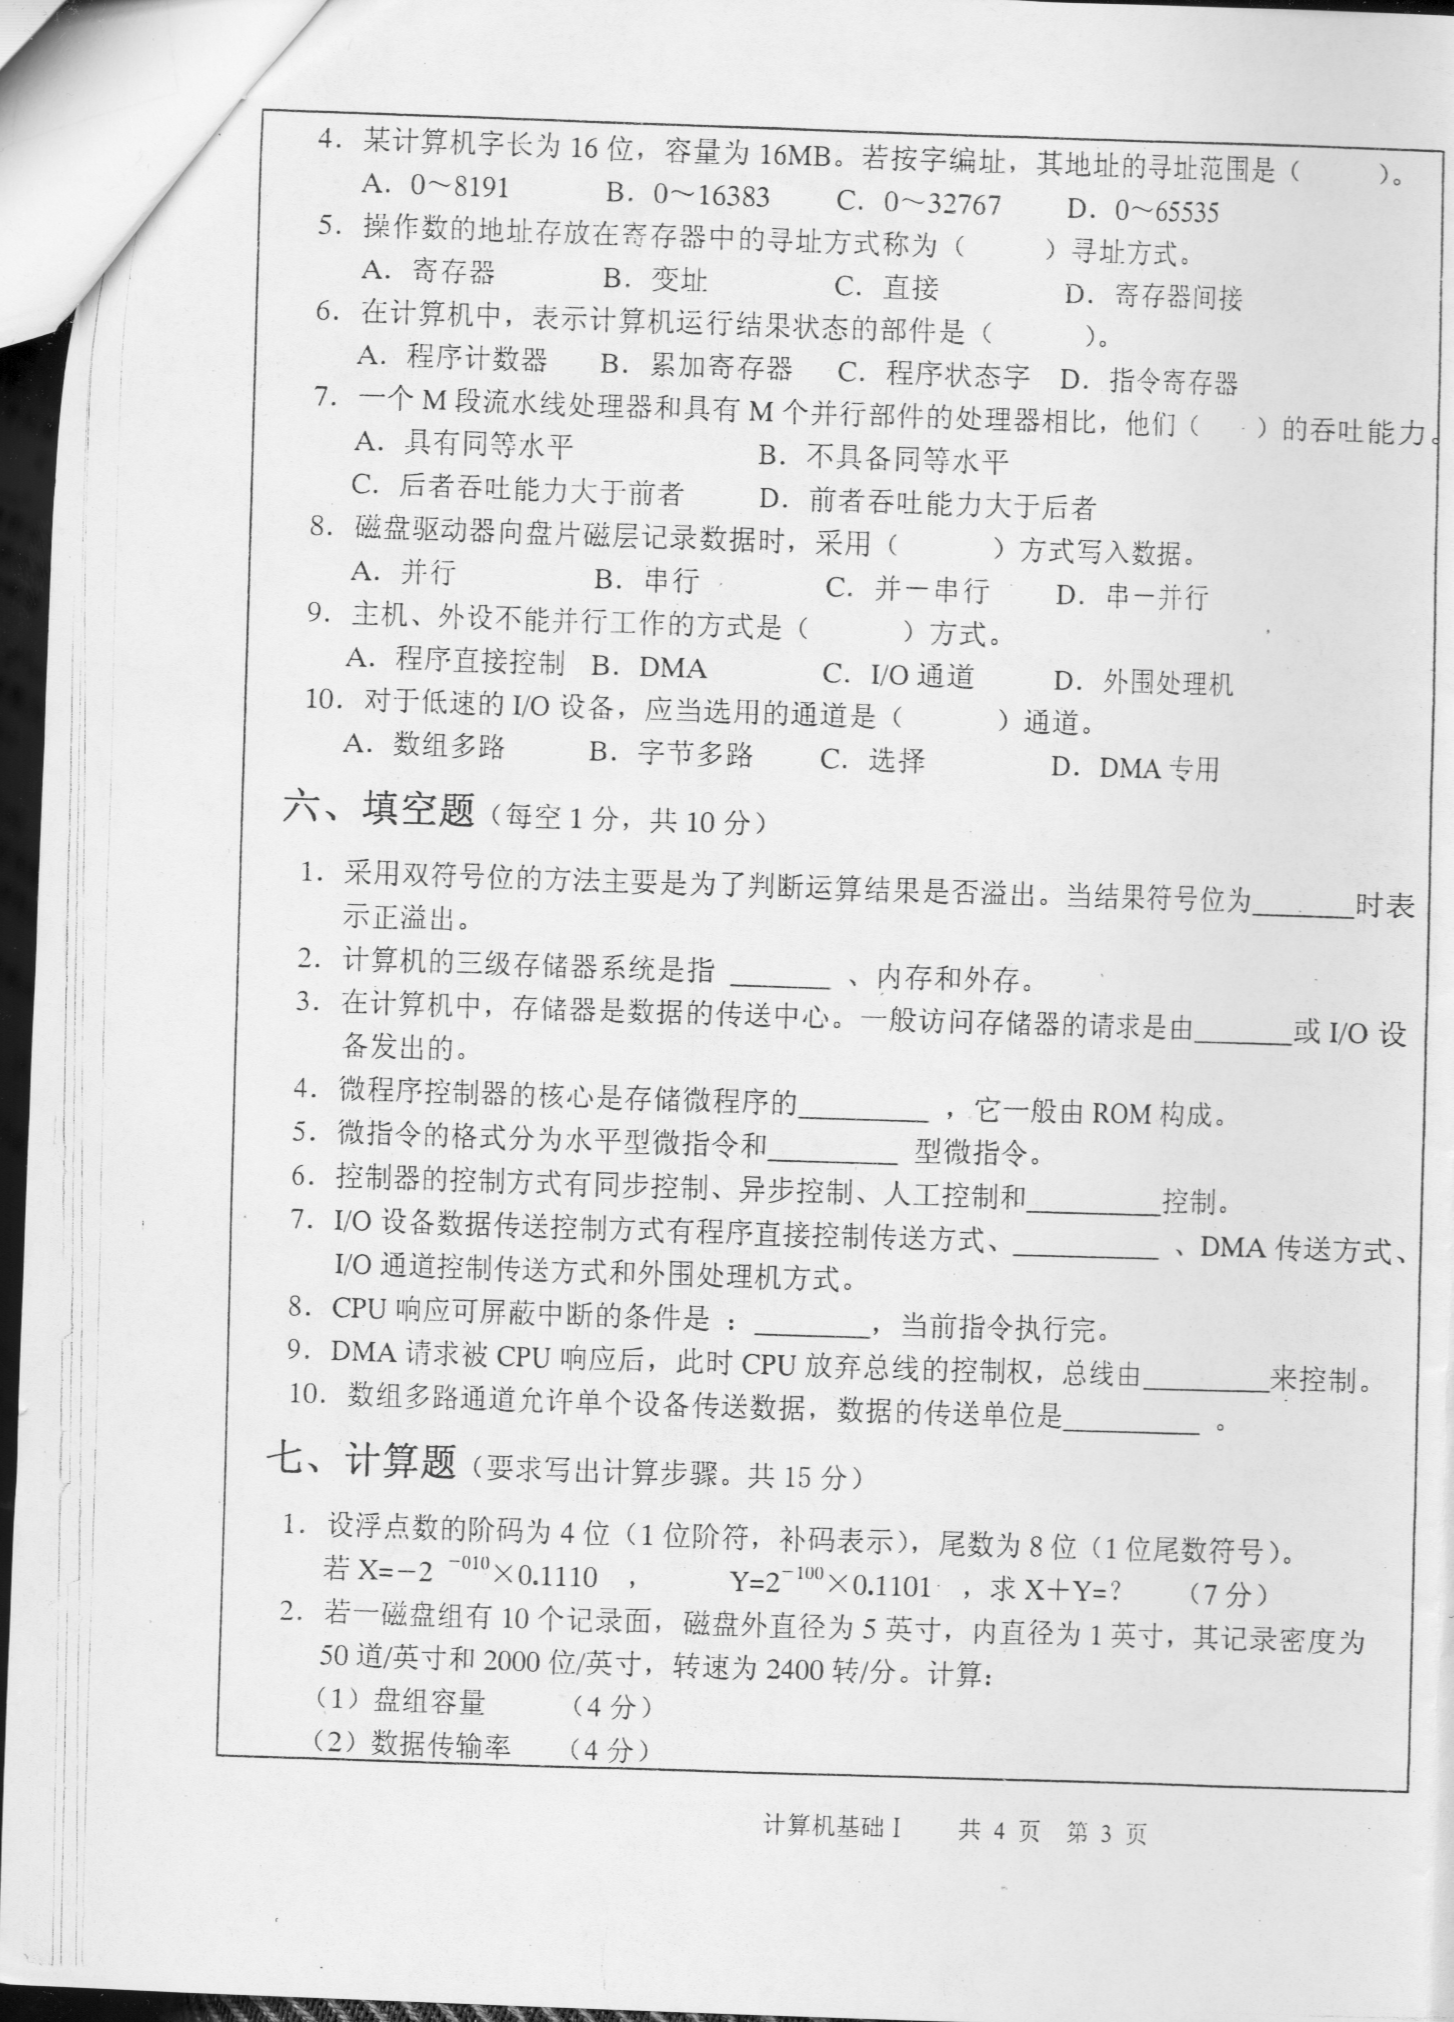 4．某计算机字长为 16 位，容量为 16MB。若按字编址，其地址的寻址范围是（　　）。
A．0～8191　B．0～16383　C．0～32767　D．0～65535
5．操作数的地址存放在寄存器中的寻址方式称为（　　）寻址方式。
A．寄存器　B．变址　C．直接　D．寄存器间接
6．在计算机中，表示计算机运行结果状态的部件是（　　）。
A．程序计数器　B．累加寄存器　C．程序状态字　D．指令寄存器
7．一个 M 段流水线处理器和具有 M 个并行部件的处理器相比，他们（　　）的吞吐能力。
A．具有同等水平　B．不具备同等水平
C．后者吞吐能力大于前者　D．前者吞吐能力大于后者
8．磁盘驱动器向盘片磁层记录数据时，采用（　　）方式写入数据。
A．并行　B．串行　C．并－串行　D．串－并行
9．主机、外设不能并行工作的方式是（　　）方式。
A．程序直接控制　B．DMA　C．I/O 通道　D．外围处理机
10．对于低速的 I/O 设备，应当选用的通道是（　　）通道。
A．数组多路　B．字节多路　C．选择　D．DMA 专用
六、填空题（每空 1 分，共 10 分）
1．采用双符号位的方法主要是为了判断运算结果是否溢出。当结果符号位为_______时表
示正溢出。
2．计算机的三级存储器系统是指 _______ 、内存和外存。
3．在计算机中，存储器是数据的传送中心。一般访问存储器的请求是由_______或 I/O 设
备发出的。
4．微程序控制器的核心是存储微程序的_________ ，它一般由 ROM 构成。
5．微指令的格式分为水平型微指令和_________ 型微指令。
6．控制器的控制方式有同步控制、异步控制、人工控制和_________控制。
7．I/O 设备数据传送控制方式有程序直接控制传送方式、__________ 、DMA 传送方式、
I/O 通道控制传送方式和外围处理机方式。
8．CPU 响应可屏蔽中断的条件是 ：________，当前指令执行完。
9．DMA 请求被 CPU 响应后，此时 CPU 放弃总线的控制权，总线由_________来控制。
10．数组多路通道允许单个设备传送数据，数据的传送单位是_________ 。
七、计算题（要求写出计算步骤。共 15 分）
1．设浮点数的阶码为 4 位（1 位阶符，补码表示），尾数为 8 位（1 位尾数符号）。
若 X=－2 ⁻⁰¹⁰×0.1110 ，　Y=2⁻¹⁰⁰×0.1101 ，求 X＋Y=？　（7 分）
2．若一磁盘组有 10 个记录面，磁盘外直径为 5 英寸，内直径为 1 英寸，其记录密度为
50 道/英寸和 2000 位/英寸，转速为 2400 转/分。计算：
（1）盘组容量　（4 分）
（2）数据传输率　（4 分）
计算机基础Ⅰ　共 4 页　第 3 页